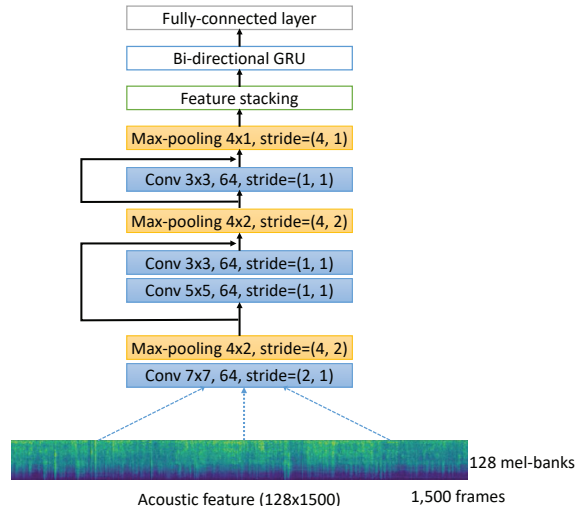 Fully-connected layer
Bi-directional GRU
Feature stacking
Max-pooling 4x1, stride=(4, 1)
Conv 3x3, 64, stride=(1, 1)
Max-pooling 4x2, stride=(4, 2)
Conv 3x3, 64, stride=(1, 1)
Conv 5x5, 64, stride=(1, 1)
Max-pooling 4x2, stride=(4, 2)
Conv 7x7, 64, stride=(2, 1)
128 mel-banks
Acoustic feature (128x1500)
1,500 frames